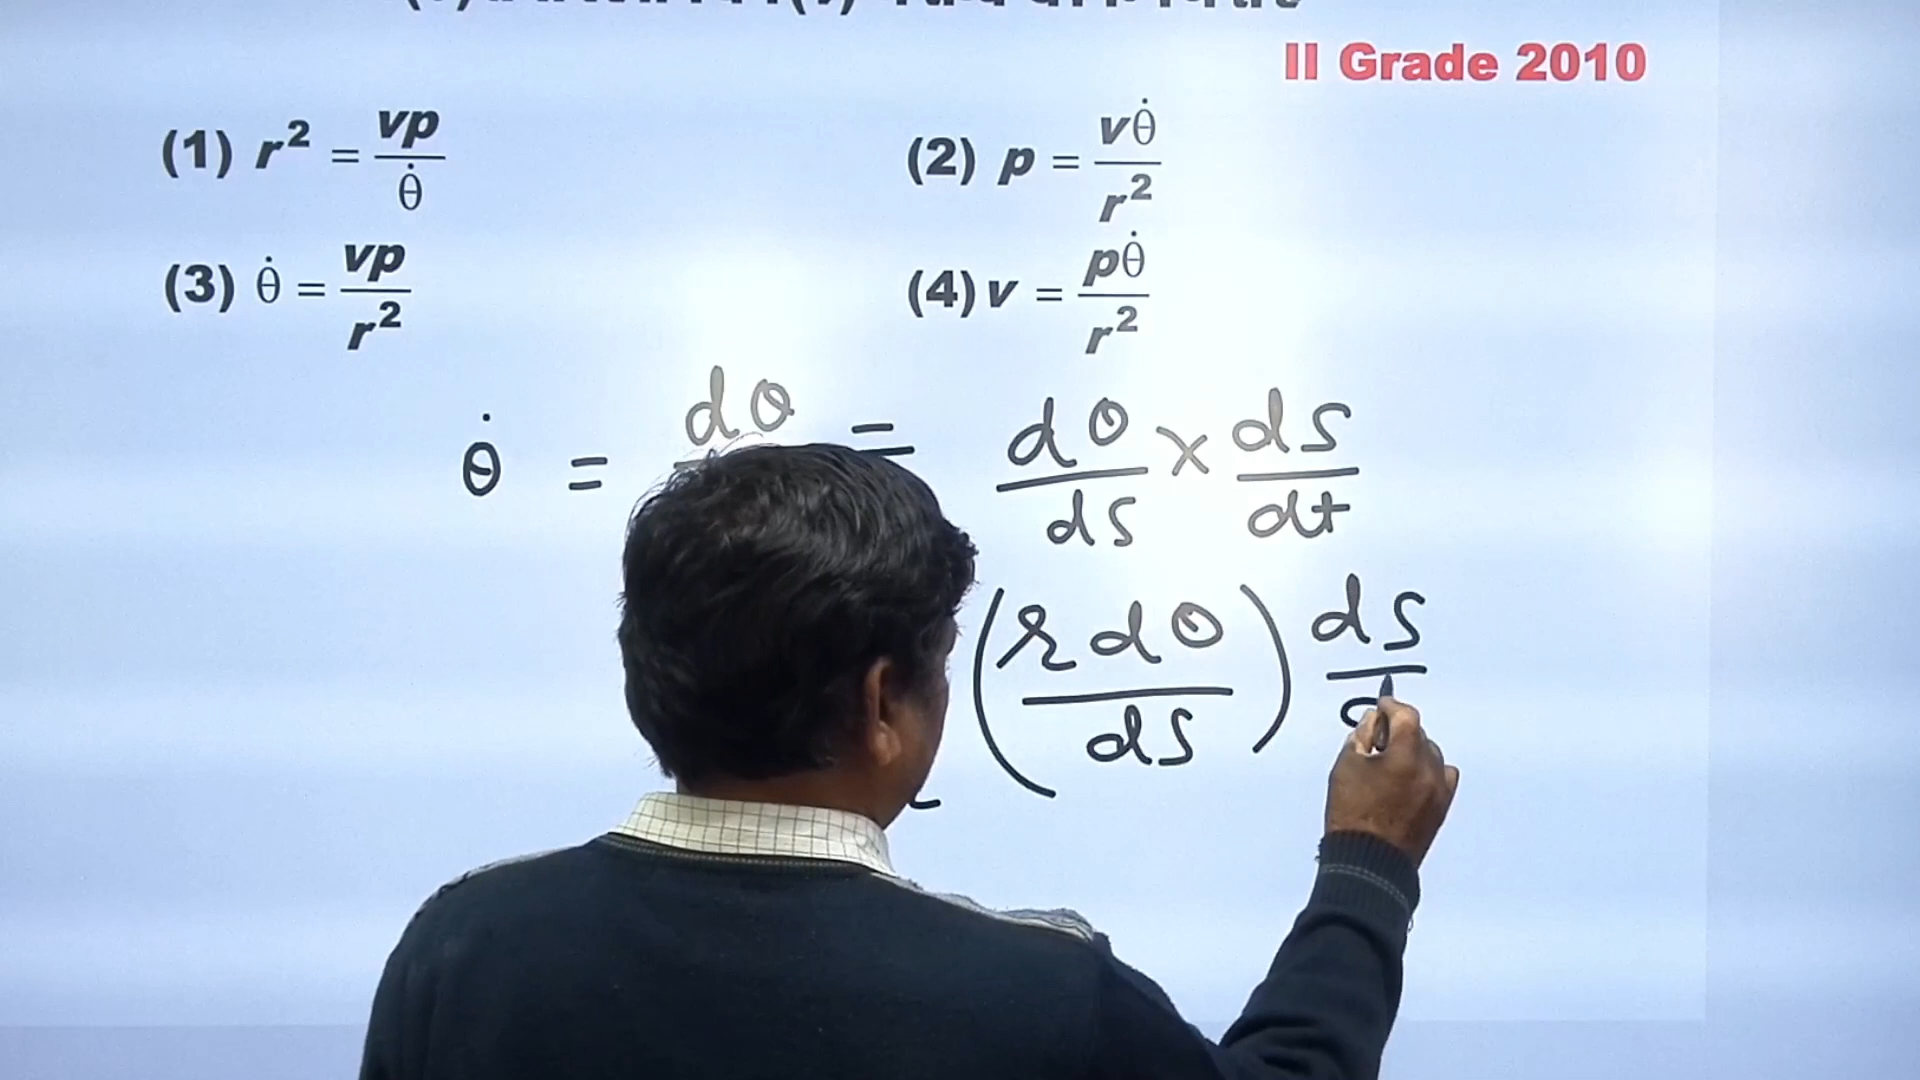 II Grade 2010
(1) r² = vp/θ̇ (2) p = vθ̇/r²
(3) θ̇ = vp/r² (4) v = pθ̇/r²
θ̇ = dθ = dθ/ds × ds/dt
(r dθ/ds) ds